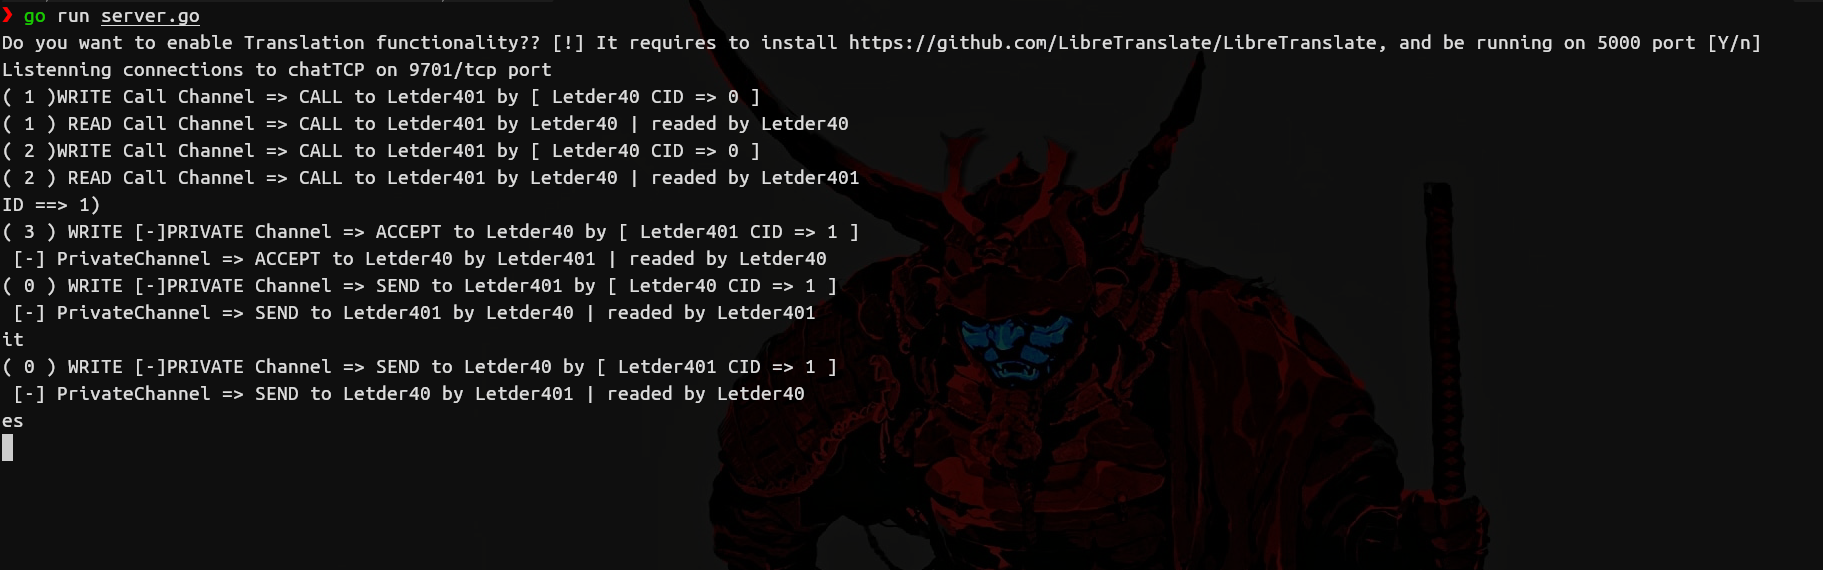 ❯ go run server.go
Do you want to enable Translation functionality?? [!] It requires to install https://github.com/LibreTranslate/LibreTranslate, and be running on 5000 port [Y/n]
Listenning connections to chatTCP on 9701/tcp port
( 1 )WRITE Call Channel => CALL to Letder401 by [ Letder40 CID => 0 ]
( 1 ) READ Call Channel => CALL to Letder401 by Letder40 | readed by Letder40
( 2 )WRITE Call Channel => CALL to Letder401 by [ Letder40 CID => 0 ]
( 2 ) READ Call Channel => CALL to Letder401 by Letder40 | readed by Letder401
ID ==> 1)
( 3 ) WRITE [-]PRIVATE Channel => ACCEPT to Letder40 by [ Letder401 CID => 1 ]
 [-] PrivateChannel => ACCEPT to Letder40 by Letder401 | readed by Letder40
( 0 ) WRITE [-]PRIVATE Channel => SEND to Letder401 by [ Letder40 CID => 1 ]
 [-] PrivateChannel => SEND to Letder401 by Letder40 | readed by Letder401
it
( 0 ) WRITE [-]PRIVATE Channel => SEND to Letder40 by [ Letder401 CID => 1 ]
 [-] PrivateChannel => SEND to Letder40 by Letder401 | readed by Letder40
es